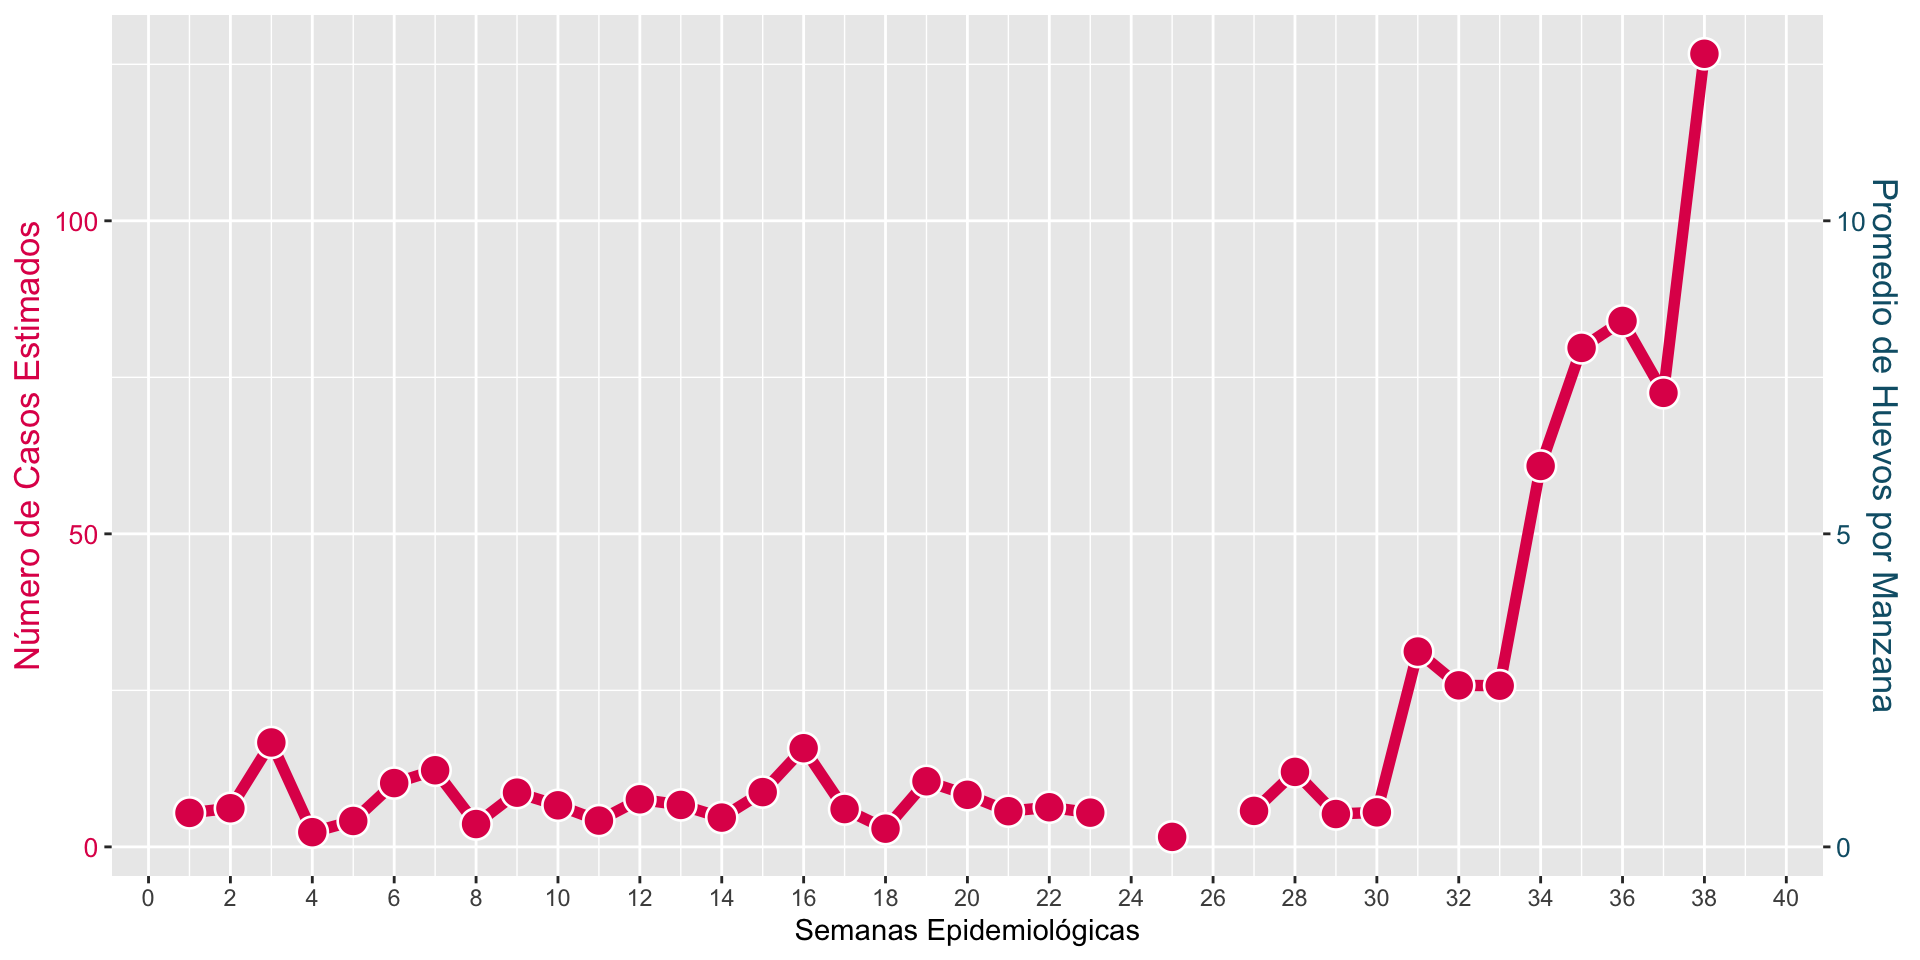 Número de Casos Estimados
100
50
0
10
5
0
Promedio de Huevos por Manzana
0 2 4 6 8 10 12 14 16 18 20 22 24 26 28 30 32 34 36 38 40
Semanas Epidemiológicas